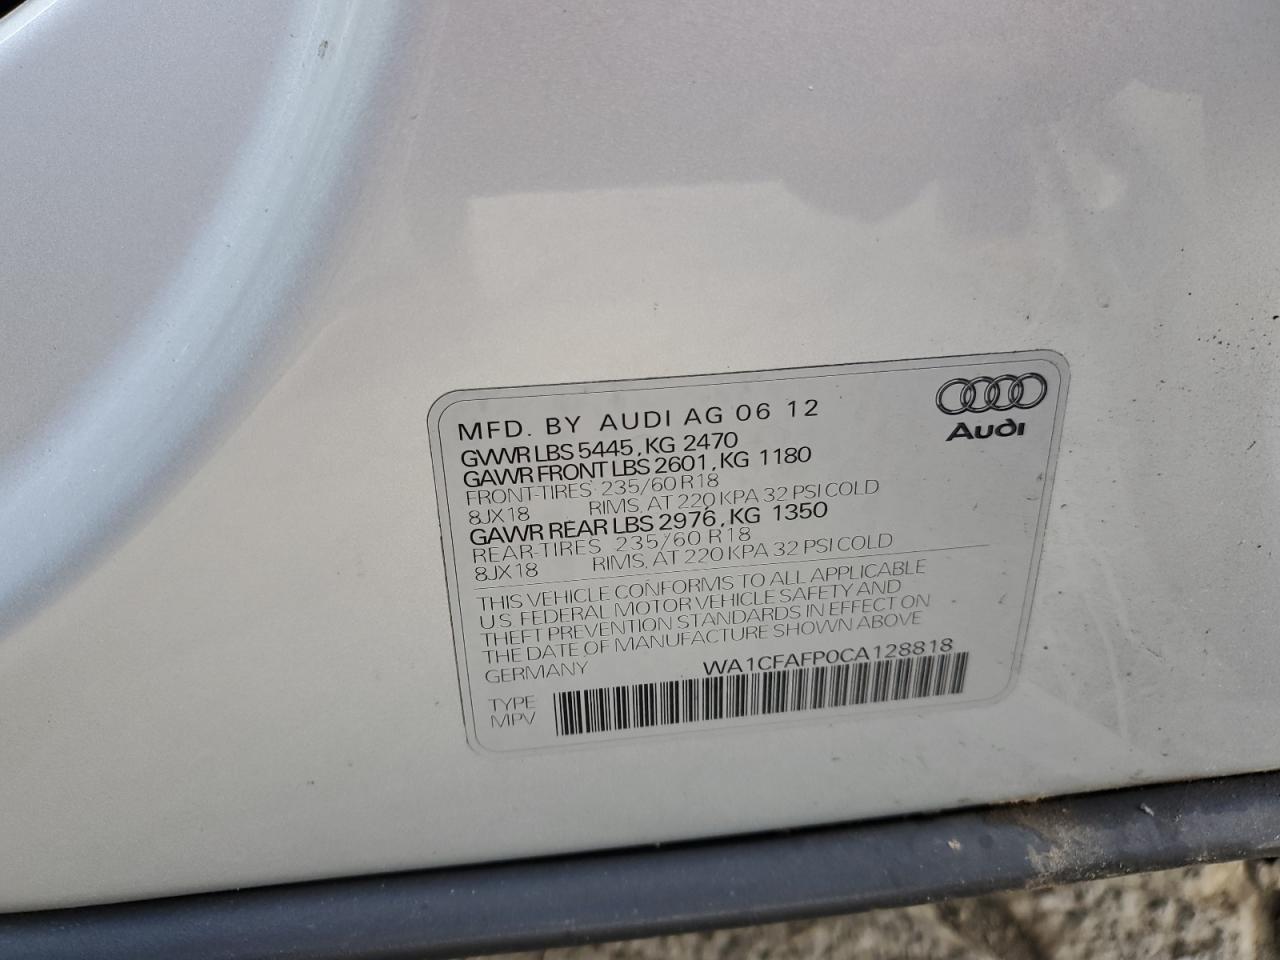 MFD. BY AUDI AG 06 12
Audi
GVWR LBS 5445, KG 2470
GAWR FRONT LBS 2601, KG 1180
FRONT-TIRES 235/60 R18
8JX18 RIMS, AT 220 KPA 32 PSI COLD
GAWR REAR LBS 2976, KG 1350
REAR-TIRES 235/60 R18
8JX18 RIMS, AT 220 KPA 32 PSI COLD
THIS VEHICLE CONFORMS TO ALL APPLICABLE
U.S. FEDERAL MOTOR VEHICLE SAFETY AND
THEFT PREVENTION STANDARDS IN EFFECT ON
THE DATE OF MANUFACTURE SHOWN ABOVE
GERMANY WA1CFAFP0CA128818
TYPE
MPV